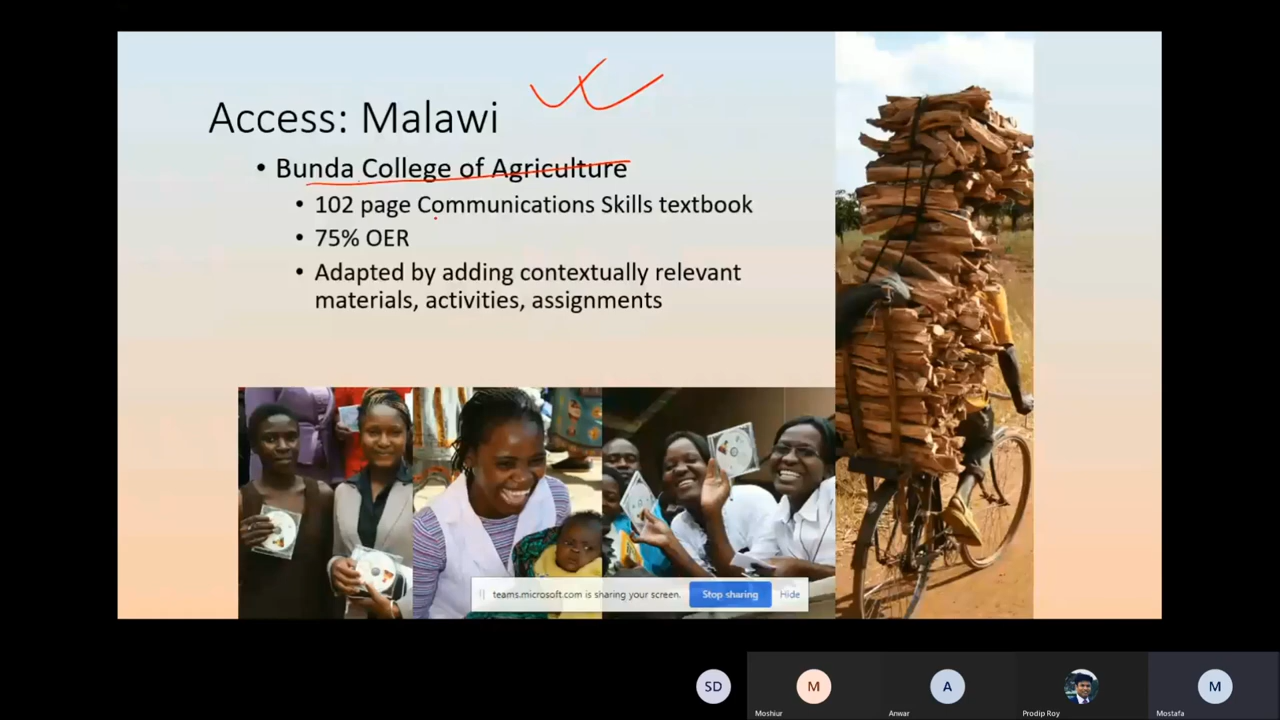 Access: Malawi
• Bunda College of Agriculture
• 102 page Communications Skills textbook
• 75% OER
• Adapted by adding contextually relevant
materials, activities, assignments
teams.microsoft.com is sharing your screen. Stop sharing Hide
SD M A M
Moshiur Anwar Prodip Roy Mostafa